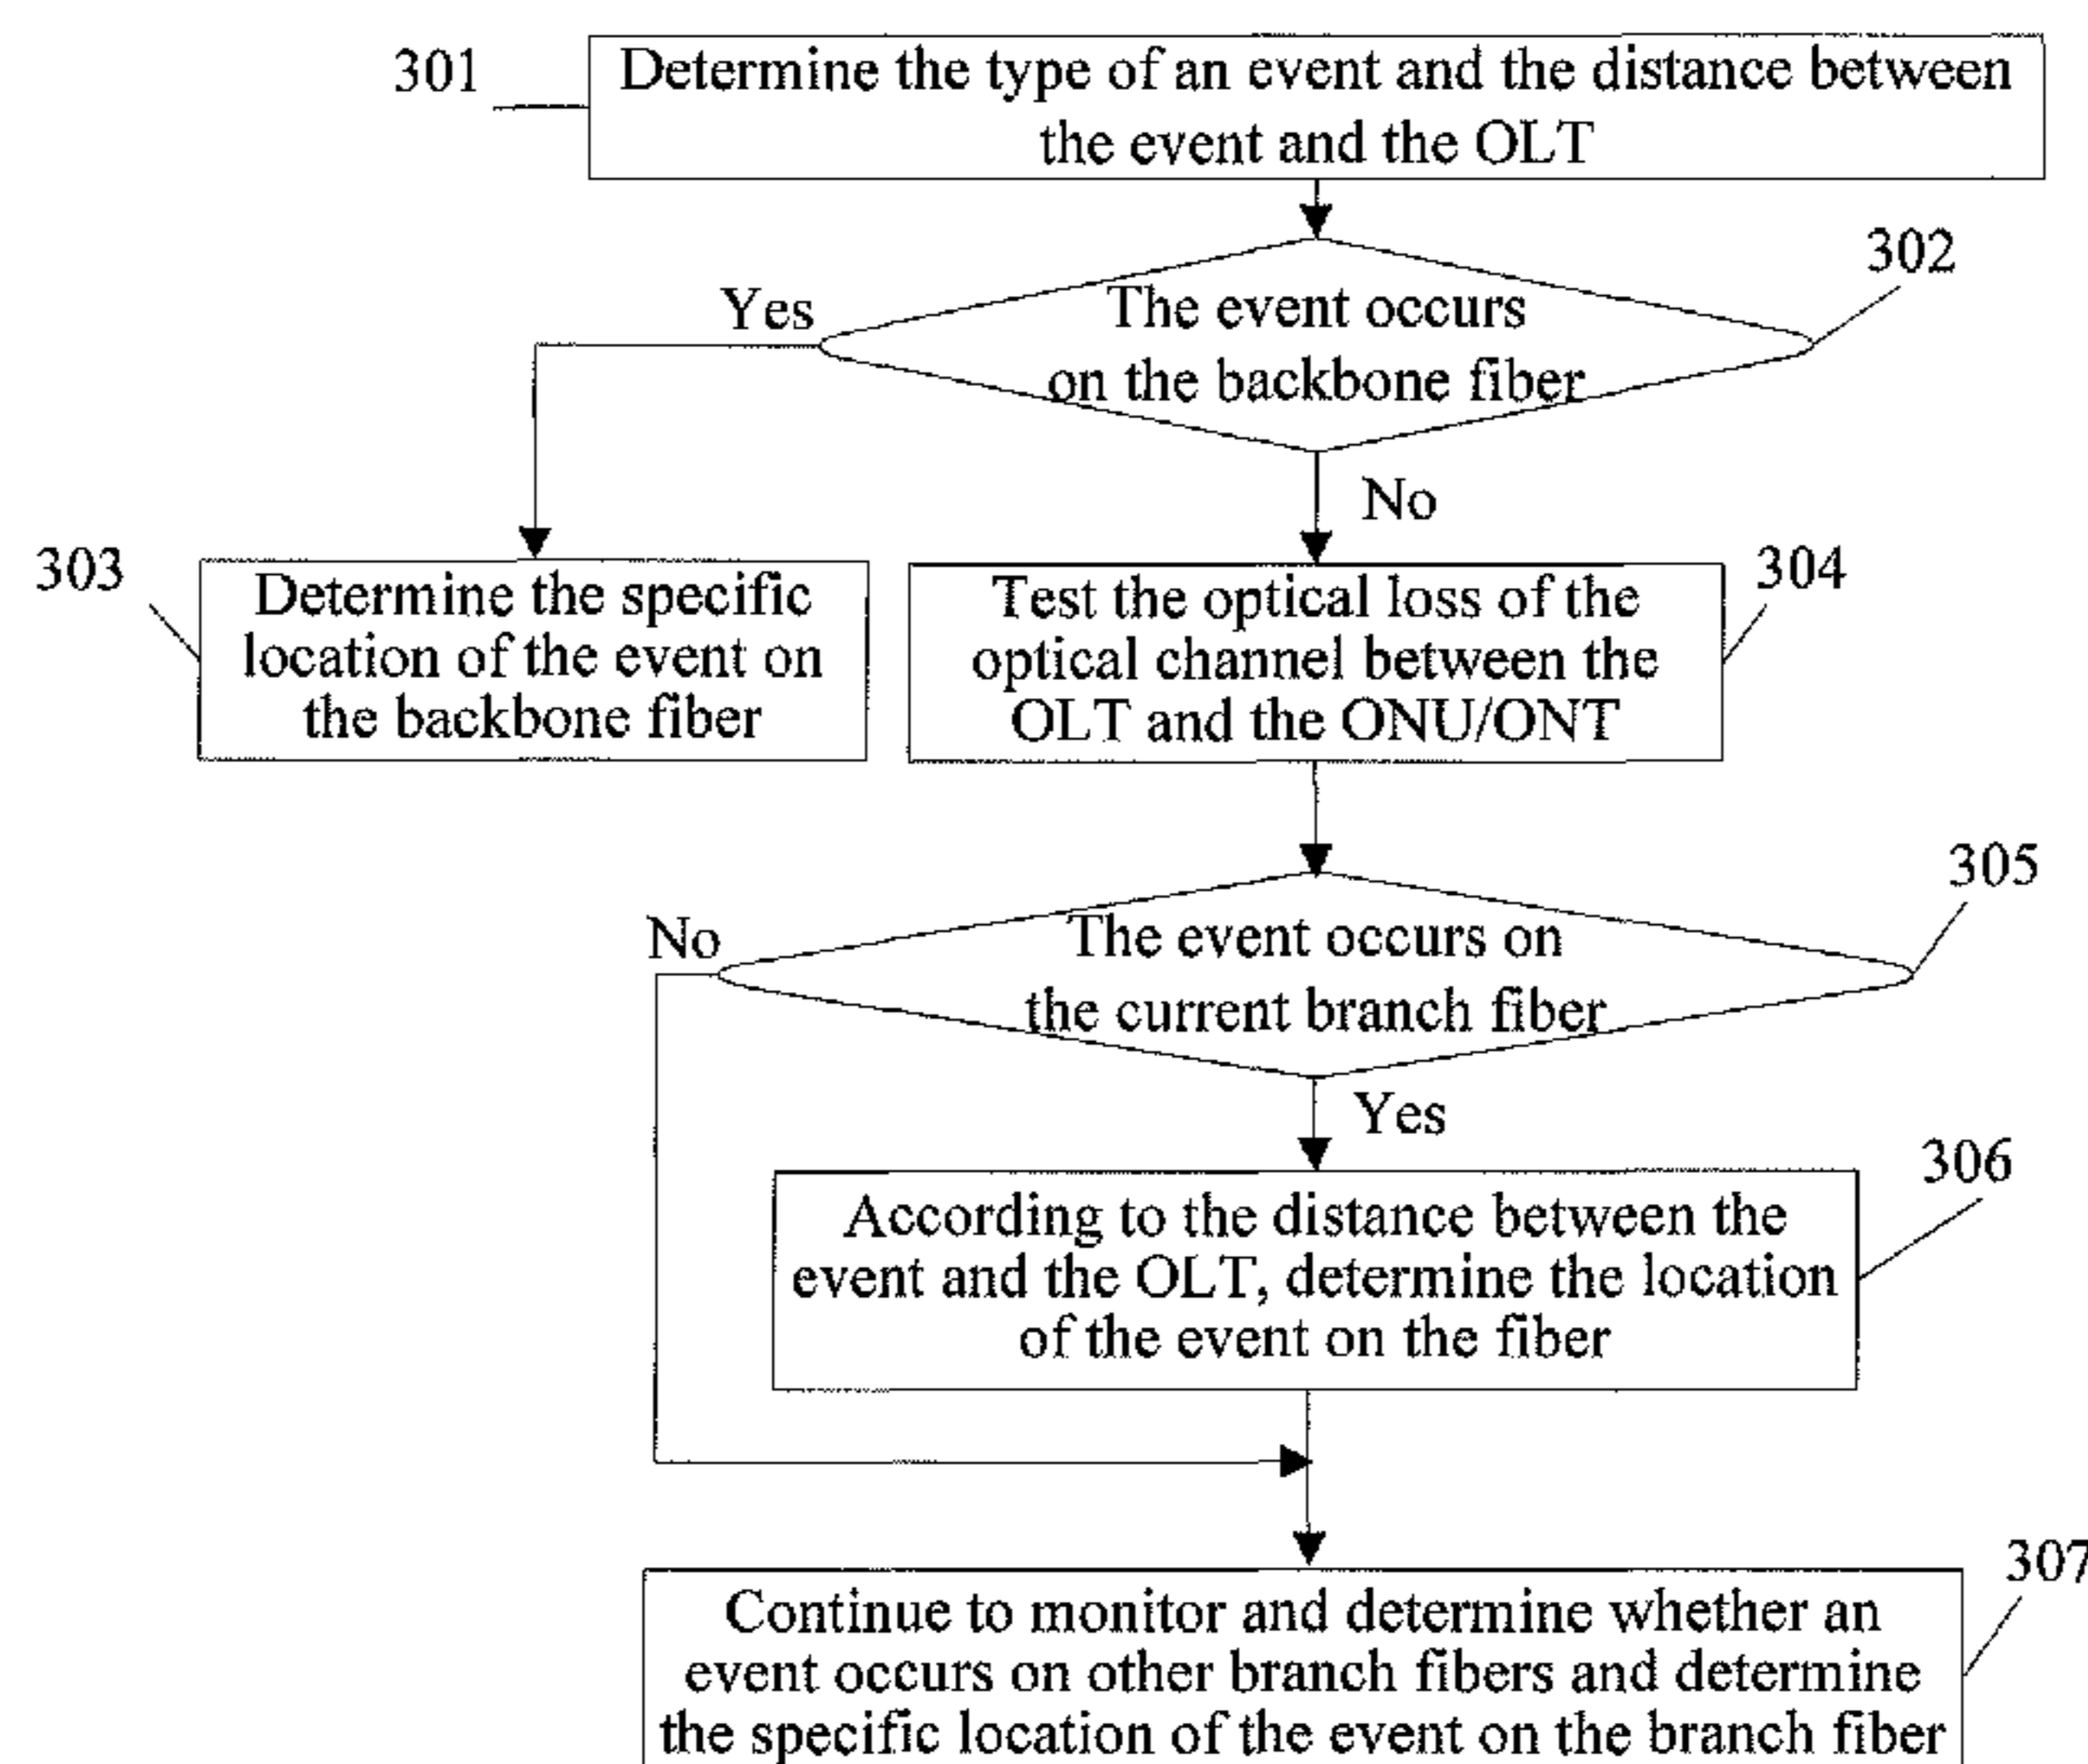 301
Determine the type of an event and the distance between
the event and the OLT
302
The event occurs
on the backbone fiber
Yes
No
303
Determine the specific
location of the event on
the backbone fiber
304
Test the optical loss of the
optical channel between the
OLT and the ONU/ONT
305
The event occurs on
the current branch fiber
No
Yes
306
According to the distance between the
event and the OLT, determine the location
of the event on the fiber
307
Continue to monitor and determine whether an
event occurs on other branch fibers and determine
the specific location of the event on the branch fiber